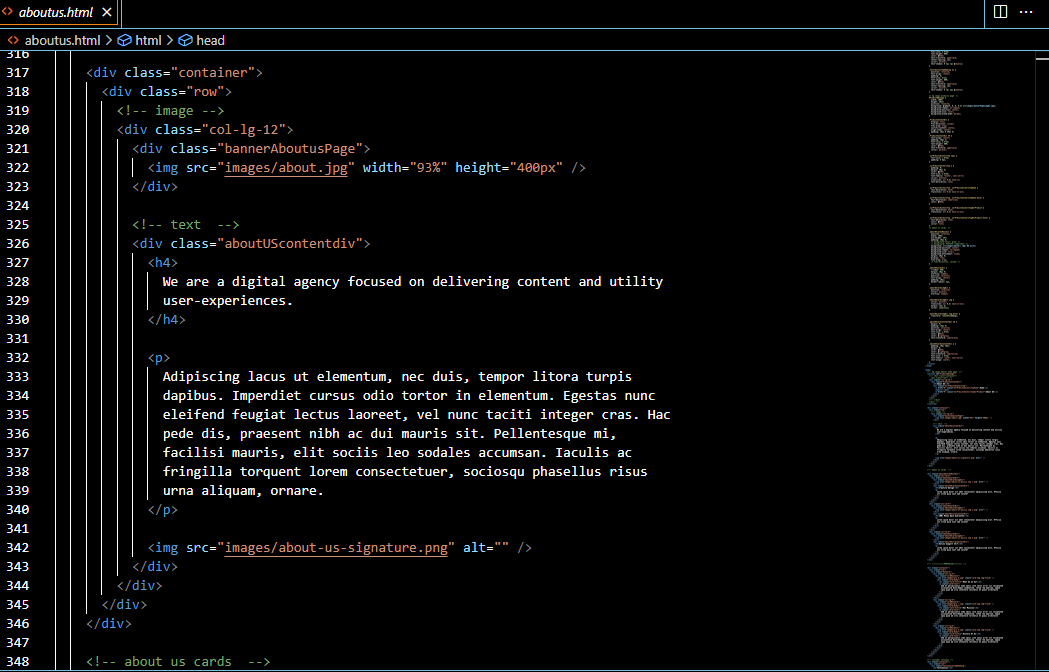 <> aboutus.html ×
<> aboutus.html > html > head
316
317 <div class="container">
318 <div class="row">
319 <!-- image -->
320 <div class="col-lg-12">
321 <div class="bannerAboutusPage">
322 <img src="images/about.jpg" width="93%" height="400px" />
323 </div>
324
325 <!-- text  -->
326 <div class="aboutUScontentdiv">
327 <h4>
328 We are a digital agency focused on delivering content and utility
329 user-experiences.
330 </h4>
331
332 <p>
333 Adipiscing lacus ut elementum, nec duis, tempor litora turpis
334 dapibus. Imperdiet cursus odio tortor in elementum. Egestas nunc
335 eleifend feugiat lectus laoreet, vel nunc taciti integer cras. Hac
336 pede dis, praesent nibh ac dui mauris sit. Pellentesque mi,
337 facilisi mauris, elit sociis leo sodales accumsan. Iaculis ac
338 fringilla torquent lorem consectetuer, sociosqu phasellus risus
339 urna aliquam, ornare.
340 </p>
341
342 <img src="images/about-us-signature.png" alt="" />
343 </div>
344 </div>
345 </div>
346 </div>
347
348 <!-- about us cards  -->